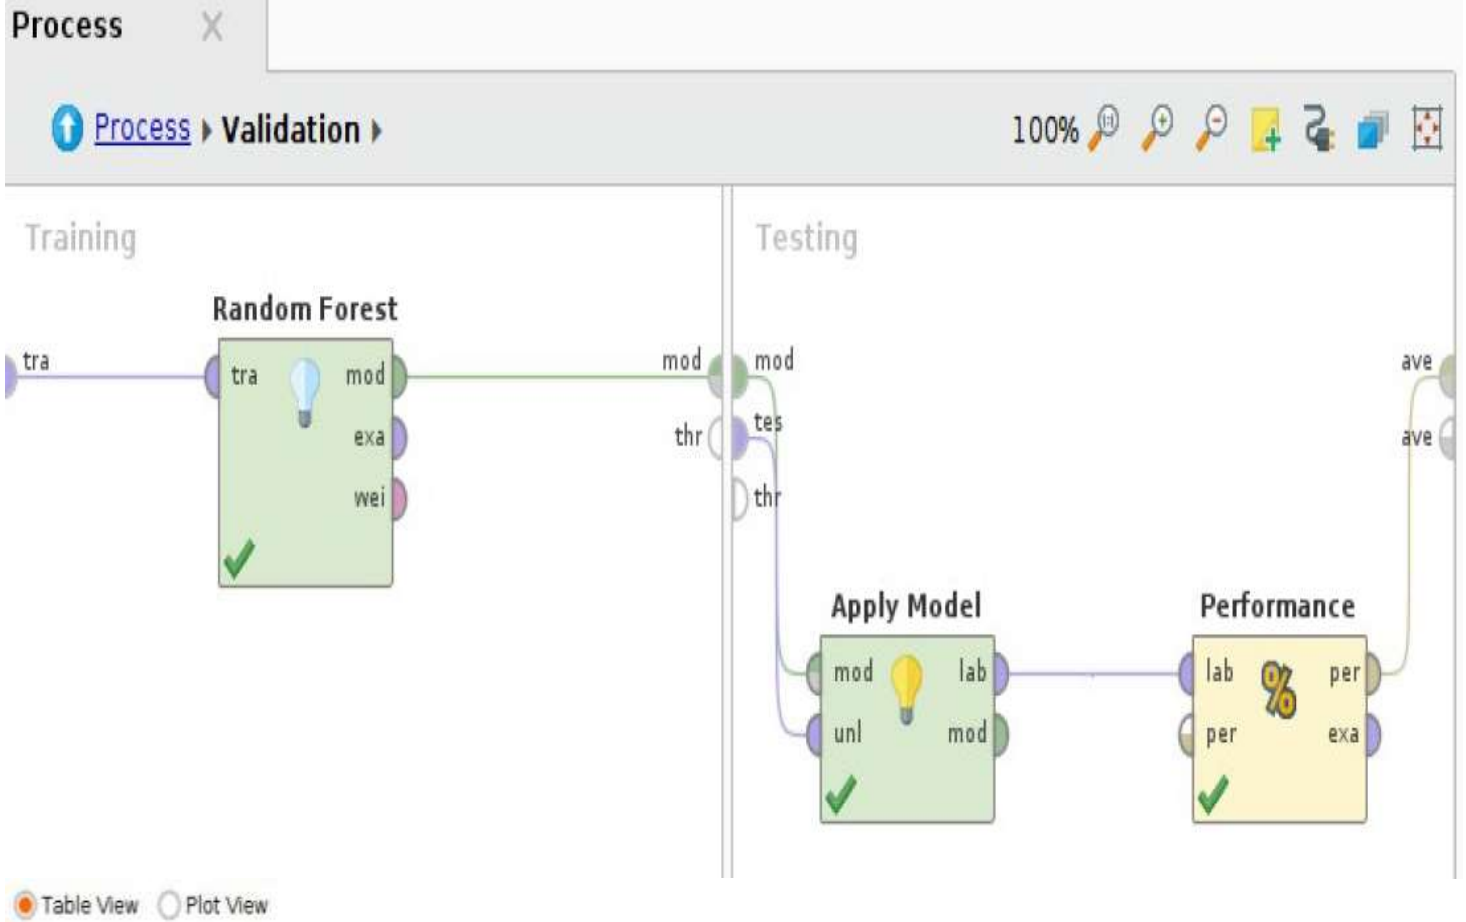 Process X
Process Validation
100%
Training
Testing
Random Forest
tra
tra
mod
exa
wei
mod
thr
mod
tes
thr
ave
ave
Apply Model
mod
lab
unl
mod
Performance
lab
%
per
per
exa
Table View Plot View